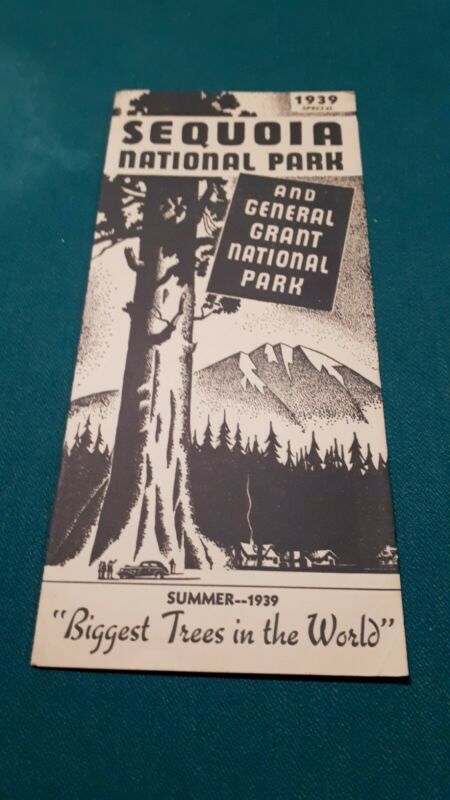 1939
SPECIAL
SEQUOIA
NATIONAL PARK
AND
GENERAL
GRANT
NATIONAL
PARK
SUMMER--1939
"Biggest Trees in the World"